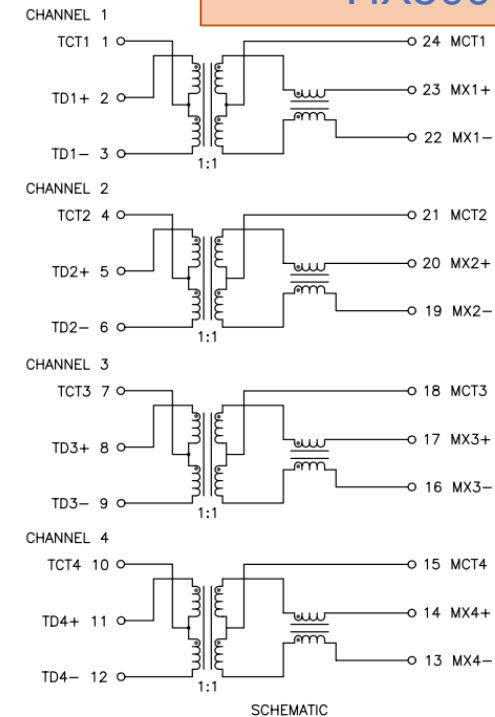 CHANNEL 1
TCT1 1
24 MCT1
TD1+ 2
23 MX1+
22 MX1−
TD1− 3
1:1
CHANNEL 2
TCT2 4
21 MCT2
TD2+ 5
20 MX2+
19 MX2−
TD2− 6
1:1
CHANNEL 3
TCT3 7
18 MCT3
TD3+ 8
17 MX3+
16 MX3−
TD3− 9
1:1
CHANNEL 4
TCT4 10
15 MCT4
TD4+ 11
14 MX4+
13 MX4−
TD4− 12
1:1
SCHEMATIC